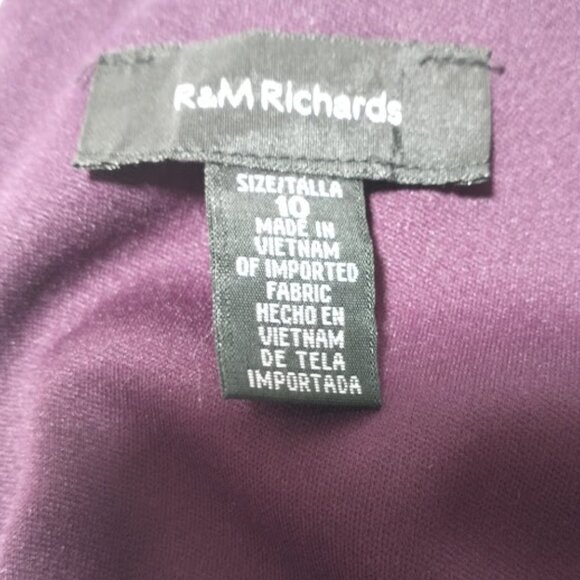 R&M Richards
SIZE/TALLA
10
MADE IN
VIETNAM
OF IMPORTED
FABRIC
HECHO EN
VIETNAM
DE TELA
IMPORTADA